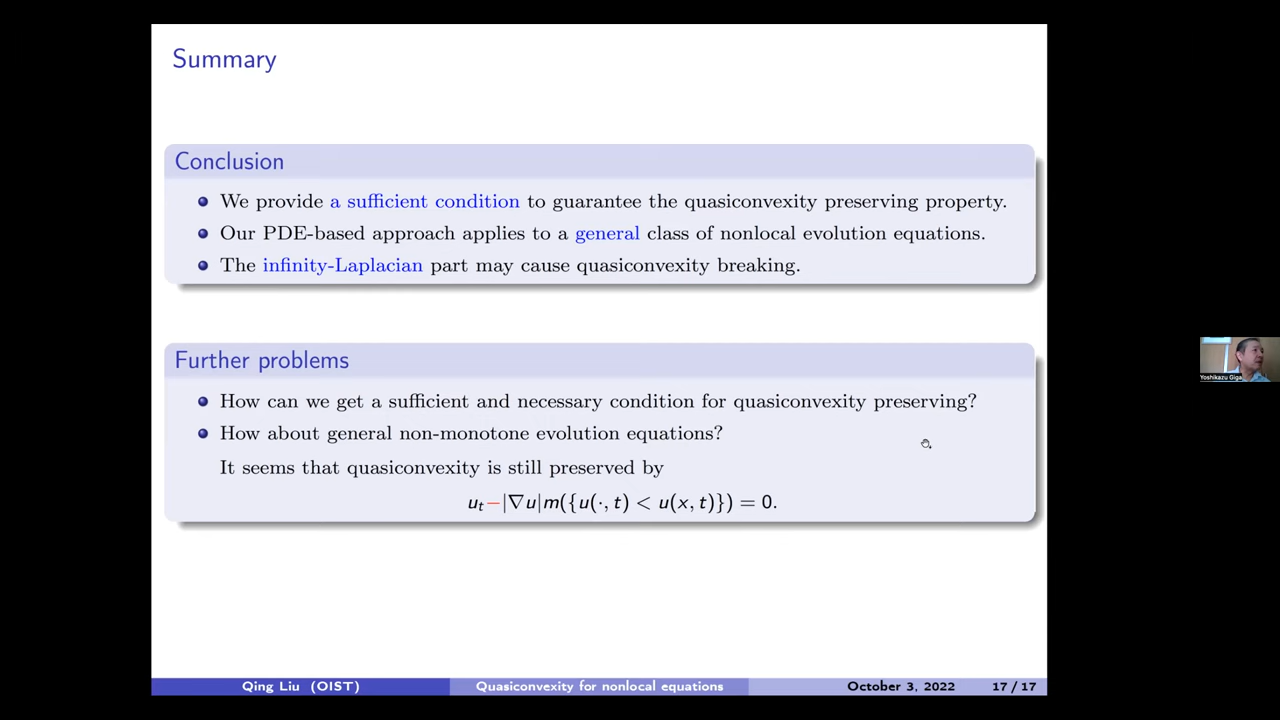 Summary
Conclusion
We provide a sufficient condition to guarantee the quasiconvexity preserving property.
Our PDE-based approach applies to a general class of nonlocal evolution equations.
The infinity-Laplacian part may cause quasiconvexity breaking.
Further problems
How can we get a sufficient and necessary condition for quasiconvexity preserving?
How about general non-monotone evolution equations?
It seems that quasiconvexity is still preserved by
uₜ−|∇u|m({u(·, t) < u(x, t)}) = 0.
Yoshikazu Giga
Qing Liu (OIST) Quasiconvexity for nonlocal equations October 3, 2022 17 / 17